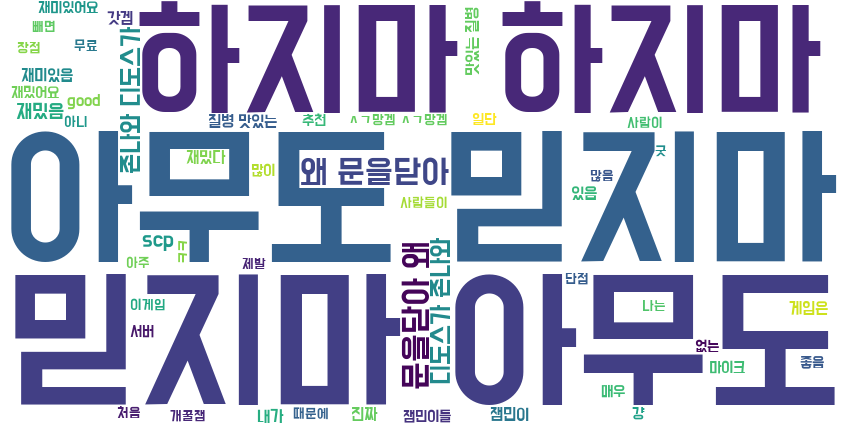 재미있어요
갓겜
빼면
장점
무료
하지마 하지마
맛있는 질병
재미있음
재밌어요
good
재밌음
아니
존나와 디도스가
질병 맛있는
추천
ㅅㄱ망겜 ㅅㄱ망겜
일단
사람이
아무도 믿지마
재밌다
많이
왜 문을닫아
굿
많음
있음
사람들이
scp
ㅋㅋ
아주
제발
문을닫아 왜
디도스가 존나와
단점
믿지마 아무도
이게임
서버
나는
게임은
없는
마이크
좋음
매우
처음
개꿀잼
내가
때문에
진짜
잼민이들
잼민이
걍